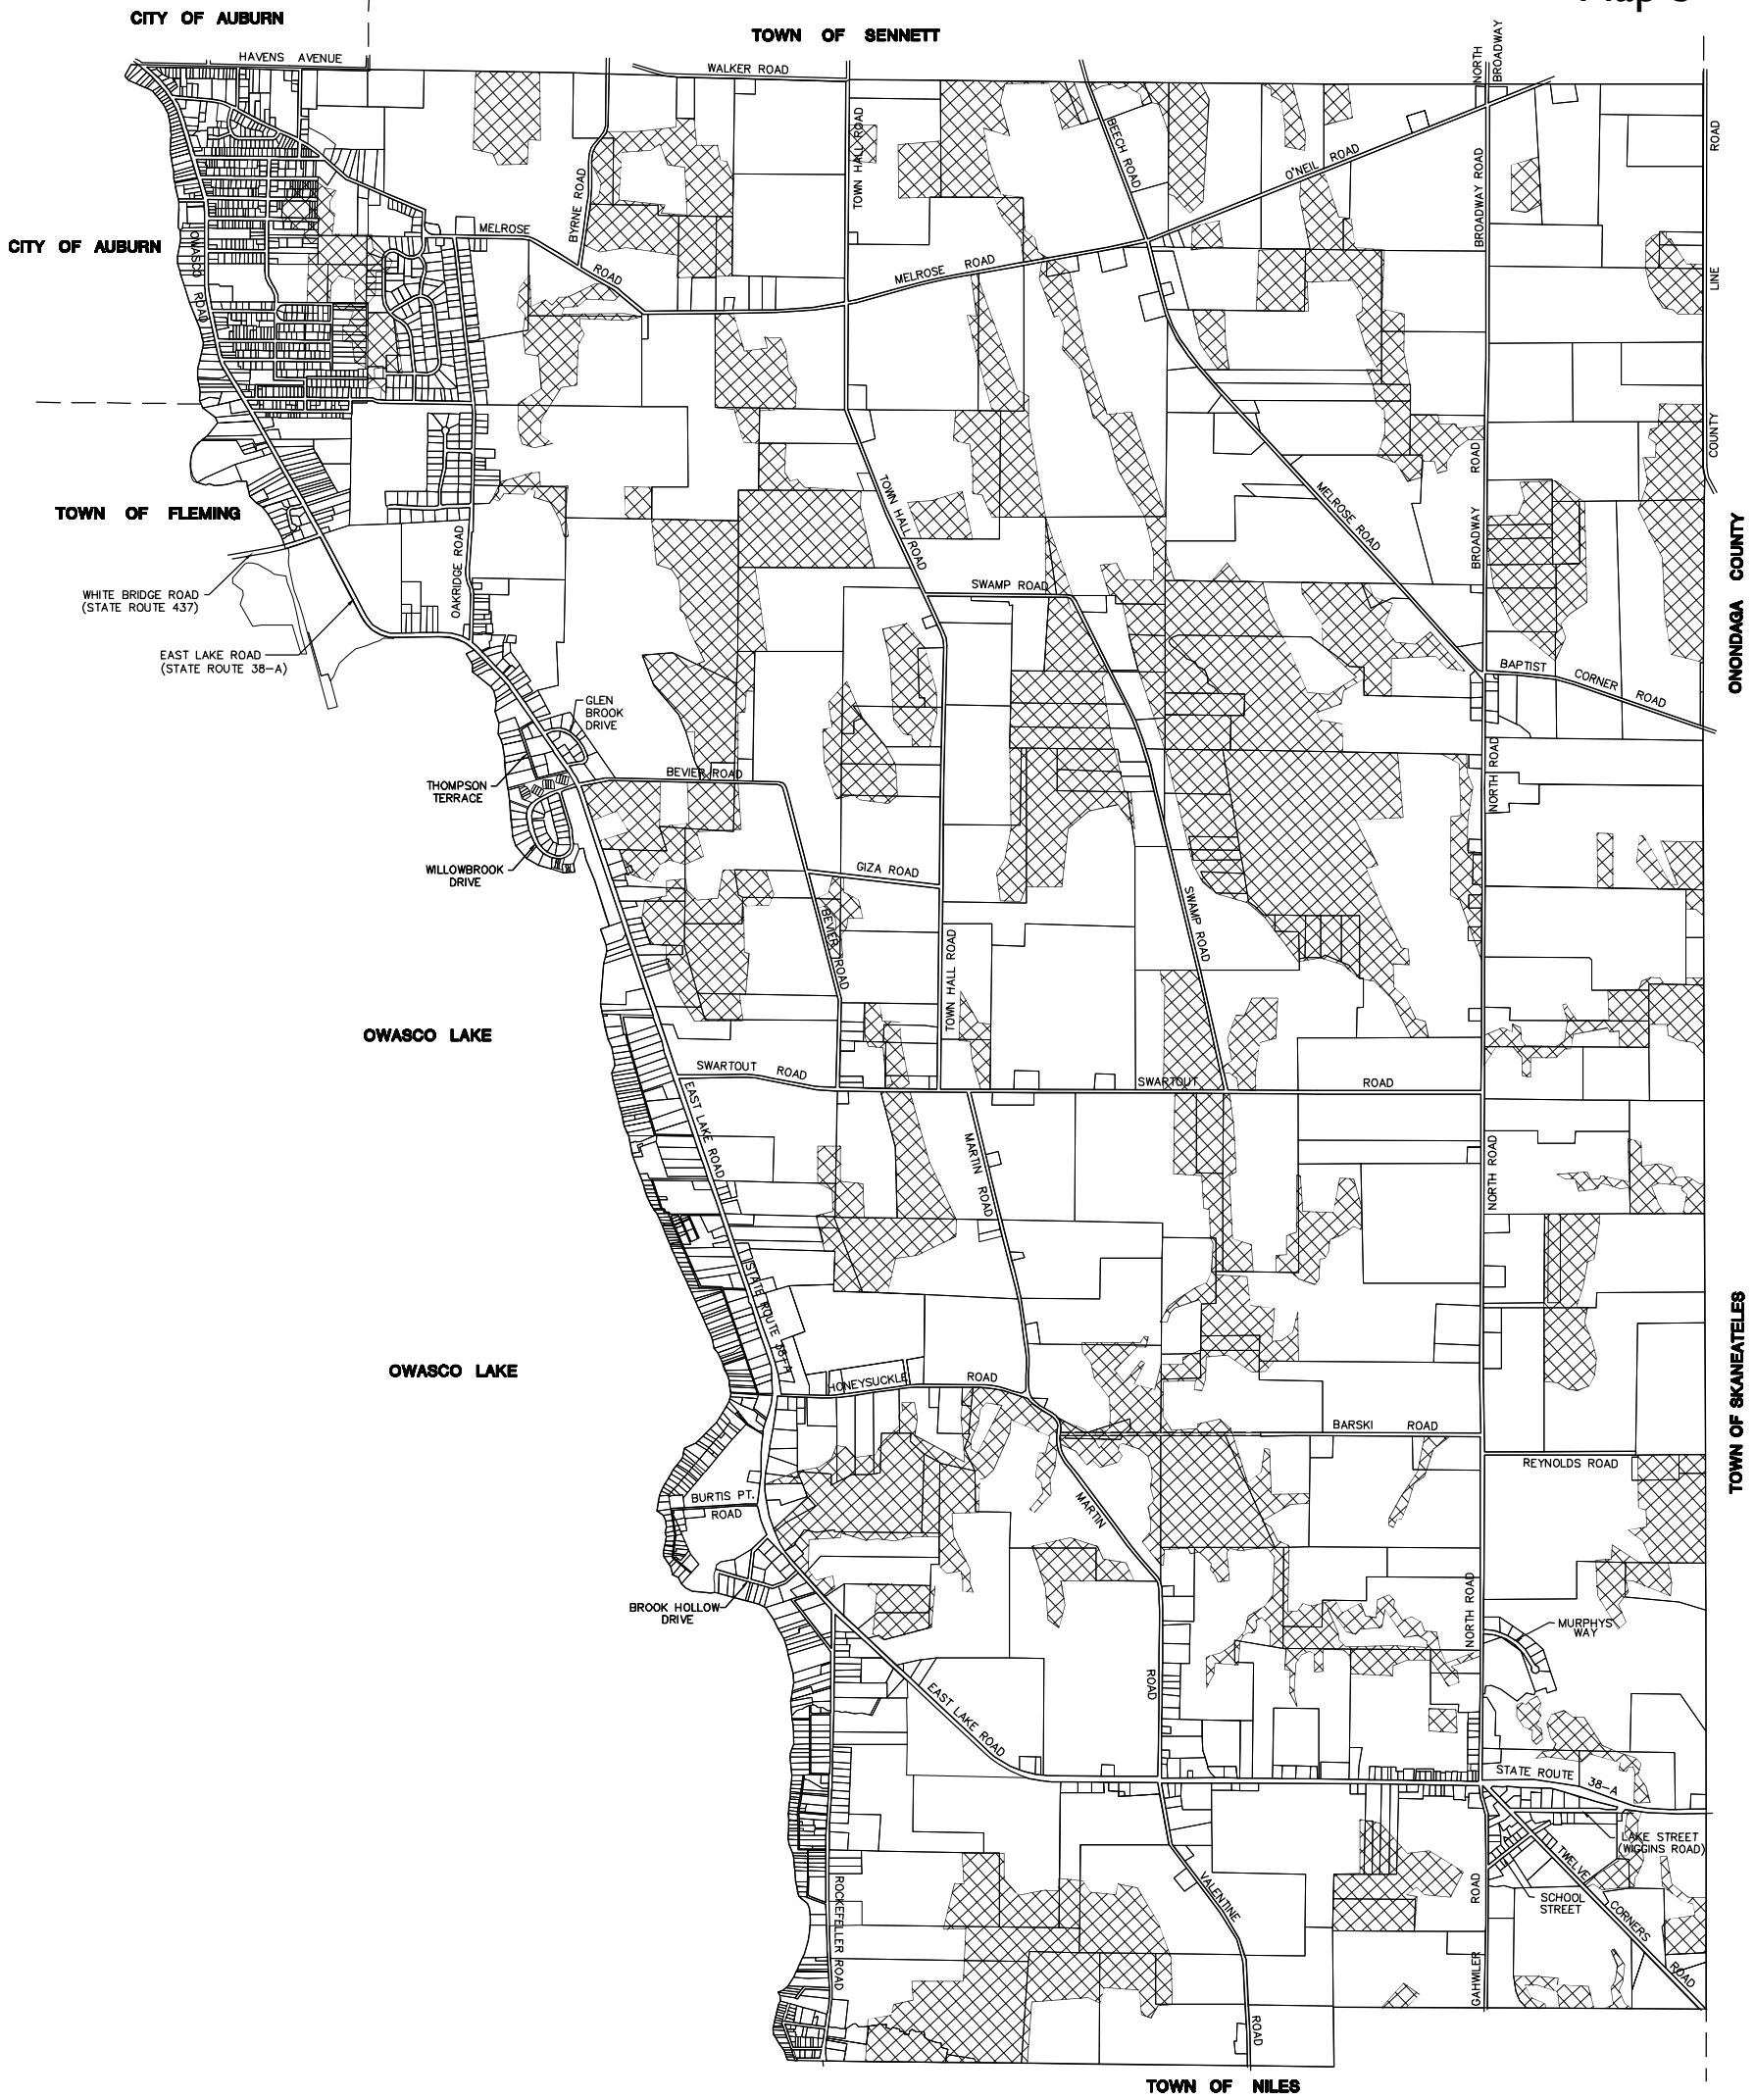 CITY OF AUBURN
TOWN OF SENNETT
HAVENS AVENUE
WALKER ROAD
NORTH
BROADWAY
ROAD
TOWN HALL ROAD
BEECH ROAD
O'NEIL ROAD
BROADWAY ROAD
BYRNE ROAD
CITY OF AUBURN
OWASCO ROAD
MELROSE
ROAD
MELROSE ROAD
LINE
COUNTY
TOWN HALL ROAD
MELROSE ROAD
BROADWAY ROAD
TOWN OF FLEMING
OAKRIDGE ROAD
ONONDAGA COUNTY
WHITE BRIDGE ROAD
(STATE ROUTE 437)
SWAMP ROAD
EAST LAKE ROAD
(STATE ROUTE 38-A)
BAPTIST CORNER ROAD
GLEN
BROOK
DRIVE
NORTH ROAD
THOMPSON
TERRACE
BEVIER ROAD
WILLOWBROOK
DRIVE
GIZA ROAD
BEVIER ROAD
SWAMP ROAD
TOWN HALL ROAD
OWASCO LAKE
SWARTOUT ROAD
SWARTOUT ROAD
EAST LAKE ROAD
MARTIN ROAD
NORTH ROAD
STATE ROUTE 38-A
TOWN OF SKANEATELES
OWASCO LAKE
HONEYSUCKLE ROAD
BARSKI ROAD
REYNOLDS ROAD
BURTIS PT.
ROAD
MARTIN
ROAD
NORTH ROAD
BROOK HOLLOW
DRIVE
MURPHYS
WAY
EAST LAKE ROAD
STATE ROUTE 38-A
LAKE STREET
(WIGGINS ROAD)
TWELVE CORNERS ROAD
SCHOOL
STREET
ROCKEFELLER ROAD
VALENTINE
ROAD
GAHWILER ROAD
TOWN OF NILES